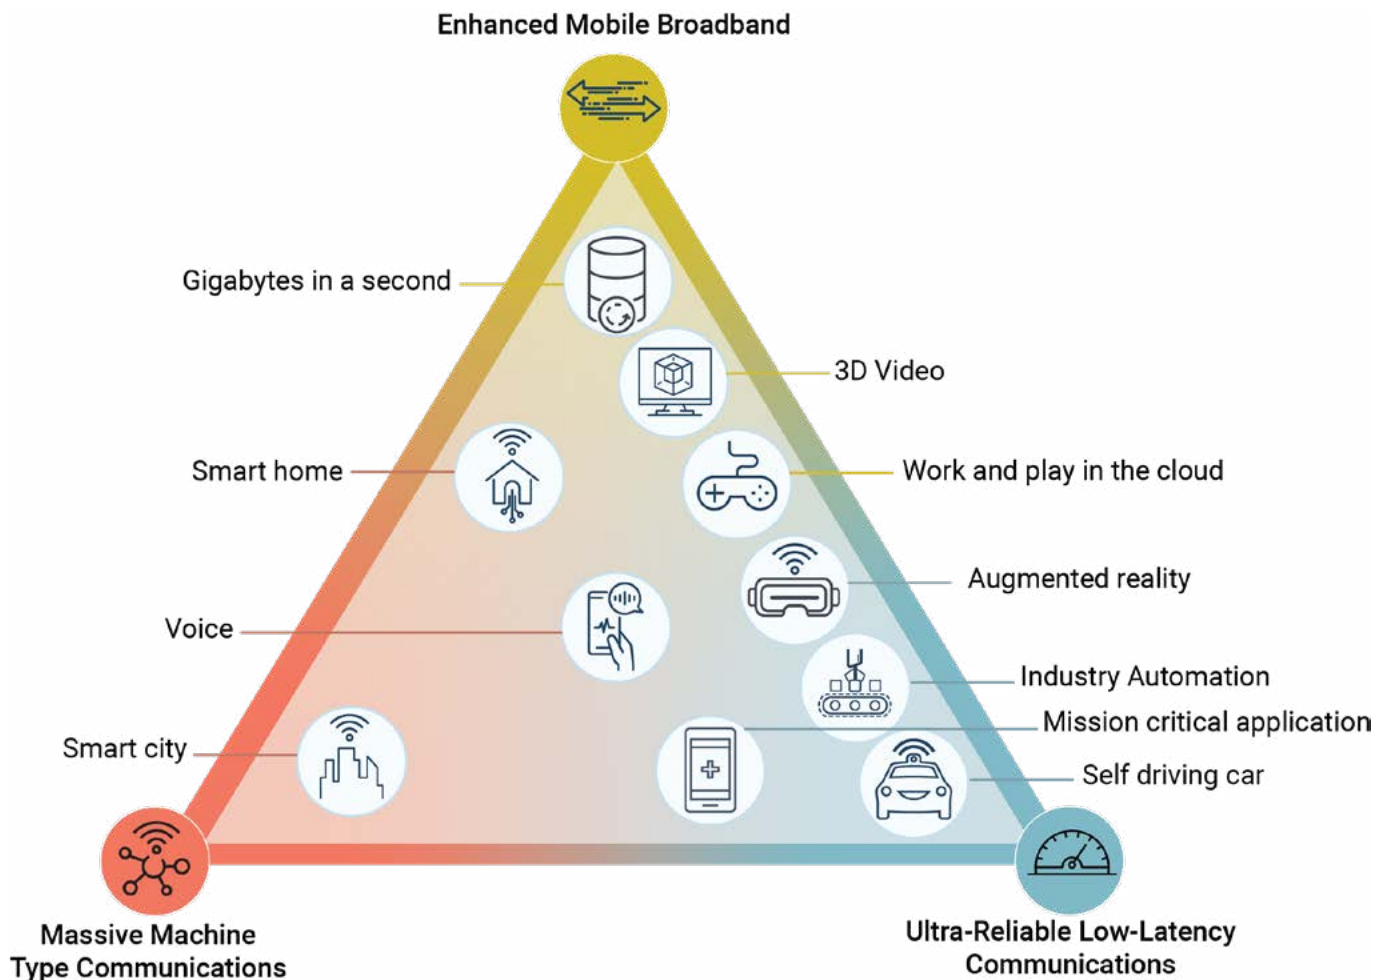 Enhanced Mobile Broadband
Gigabytes in a second
3D Video
Smart home
Work and play in the cloud
Augmented reality
Voice
Industry Automation
Mission critical application
Smart city
Self driving car
Massive Machine
Type Communications
Ultra-Reliable Low-Latency
Communications